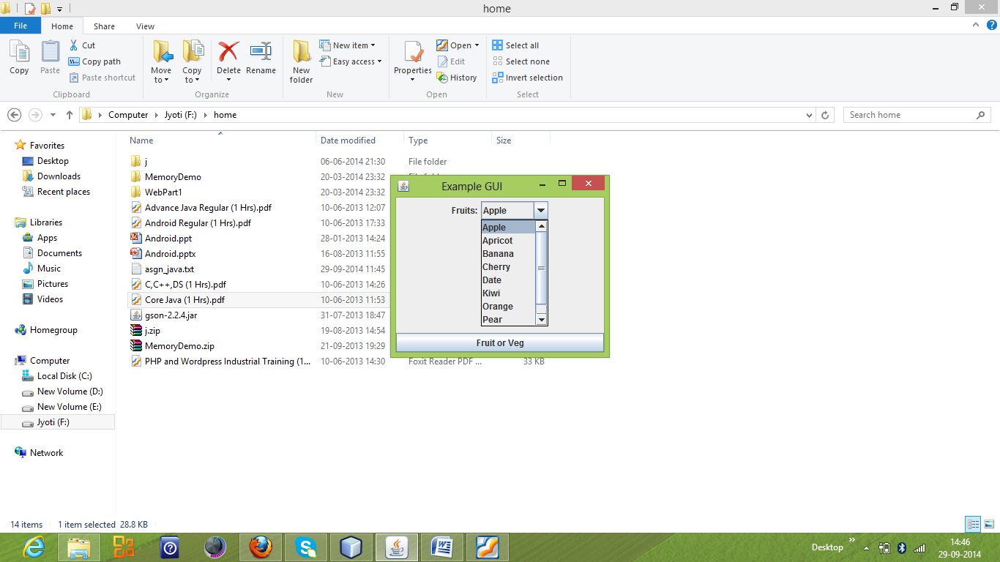 home
File Home Share View
Copy
Paste
Cut
Copy path
Paste shortcut
Clipboard
Move to
Copy to
Delete
Rename
Organize
New folder
New item
Easy access
New
Properties
Open
Edit
History
Open
Select all
Select none
Invert selection
Select
Computer Jyoti (F:) home
Search home
Favorites
Desktop
Downloads
Recent places
Libraries
Apps
Documents
Music
Pictures
Videos
Homegroup
Computer
Local Disk (C:)
New Volume (D:)
New Volume (E:)
Jyoti (F:)
Network
Name Date modified Type Size
j 06-06-2014 21:30 File folder
MemoryDemo 20-03-2014 23:32
WebPart1 20-03-2014 23:32
Advance Java Regular (1 Hrs).pdf 10-06-2013 12:07
Android Regular (1 Hrs).pdf 10-06-2013 17:33
Android.ppt 28-01-2013 14:24
Android.pptx 16-08-2013 11:55
asgn_java.txt 29-09-2014 11:45
C,C++,DS (1 Hrs).pdf 10-06-2013 14:26
Core Java (1 Hrs).pdf 10-06-2013 11:53
gson-2.2.4.jar 31-07-2013 18:47
j.zip 19-08-2013 14:54
MemoryDemo.zip 21-09-2013 19:29
PHP and Wordpress Industrial Training (1... 10-06-2013 14:30 Foxit Reader PDF ... 33 KB
Example GUI
Fruits: Apple
Apple
Apricot
Banana
Cherry
Date
Kiwi
Orange
Pear
Fruit or Veg
14 items 1 item selected 28.8 KB
Desktop
14:46
29-09-2014